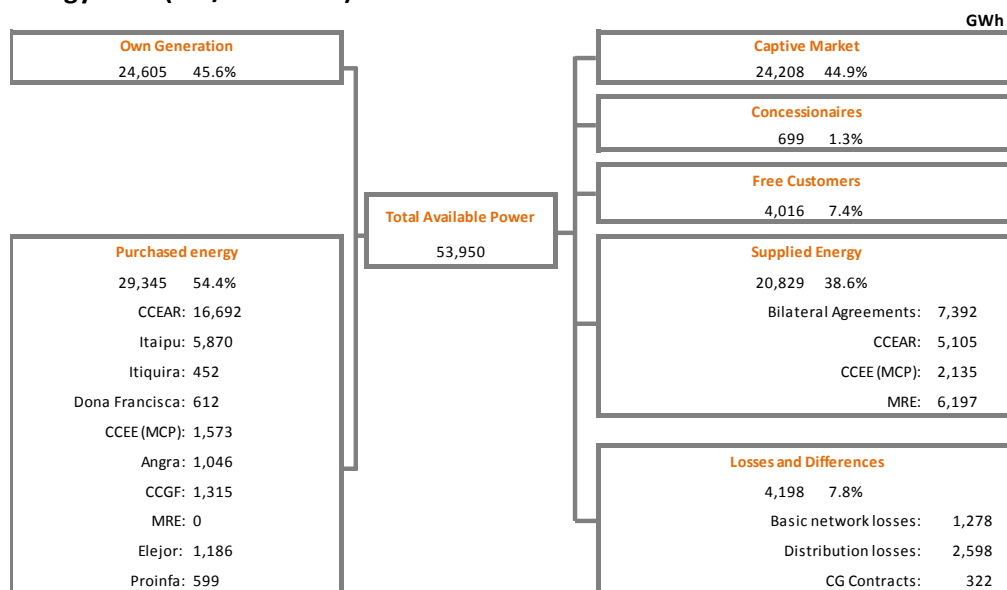 GWh
Own Generation
24,605 45.6%
Purchased energy
29,345 54.4%
CCEAR: 16,692
Itaipu: 5,870
Itiquira: 452
Dona Francisca: 612
CCEE (MCP): 1,573
Angra: 1,046
CCGF: 1,315
MRE: 0
Elejor: 1,186
Proinfa: 599
Total Available Power
53,950
Captive Market
24,208 44.9%
Concessionaires
699 1.3%
Free Customers
4,016 7.4%
Supplied Energy
20,829 38.6%
Bilateral Agreements: 7,392
CCEAR: 5,105
CCEE (MCP): 2,135
MRE: 6,197
Losses and Differences
4,198 7.8%
Basic network losses: 1,278
Distribution losses: 2,598
CG Contracts: 322